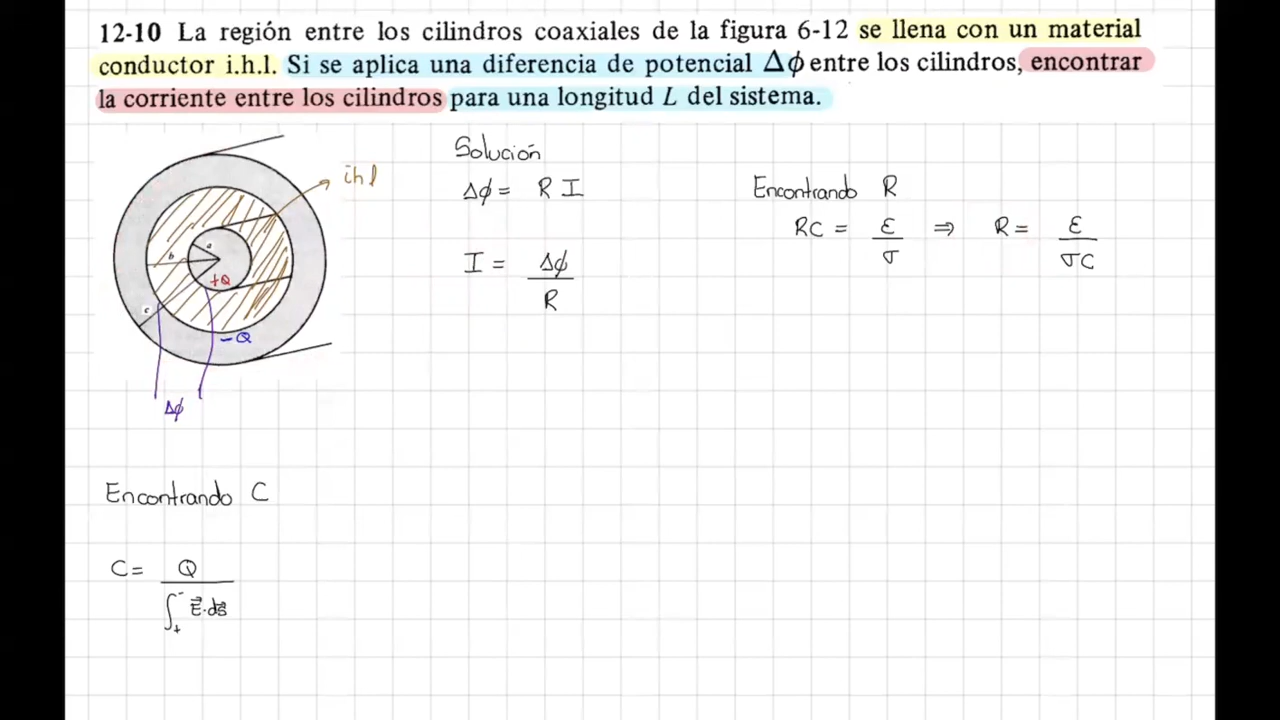 12-10 La región entre los cilindros coaxiales de la figura 6-12 se llena con un material
conductor i.h.l. Si se aplica una diferencia de potencial Δϕ entre los cilindros, encontrar
la corriente entre los cilindros para una longitud L del sistema.
ihl
a
b
c
+Q
-Q
Δϕ
Solución
Δϕ = R I
I = Δϕ / R
Encontrando R
RC = ε / σ ⇒ R = ε / σC
Encontrando C
C = Q / ∫₊⁻ E⃗·ds⃗